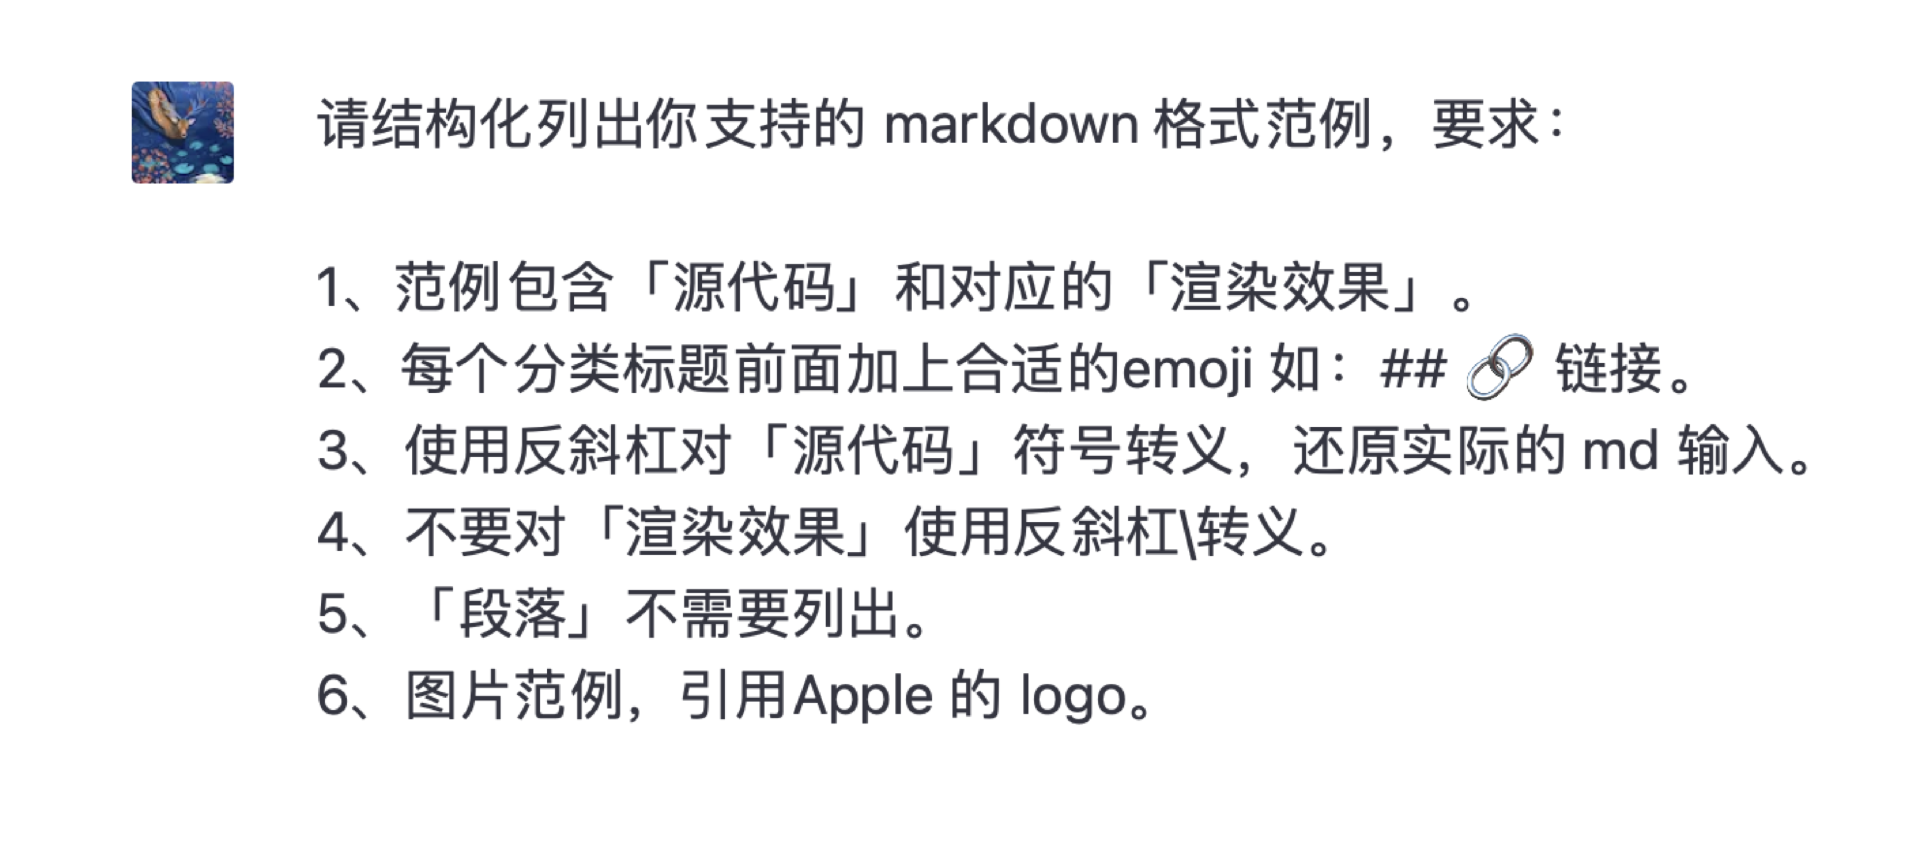 请结构化列出你支持的 markdown 格式范例，要求：
1、范例包含「源代码」和对应的「渲染效果」。
2、每个分类标题前面加上合适的emoji 如：## 🔗 链接。
3、使用反斜杠对「源代码」符号转义，还原实际的 md 输入。
4、不要对「渲染效果」使用反斜杠\转义。
5、「段落」不需要列出。
6、图片范例，引用Apple 的 logo。